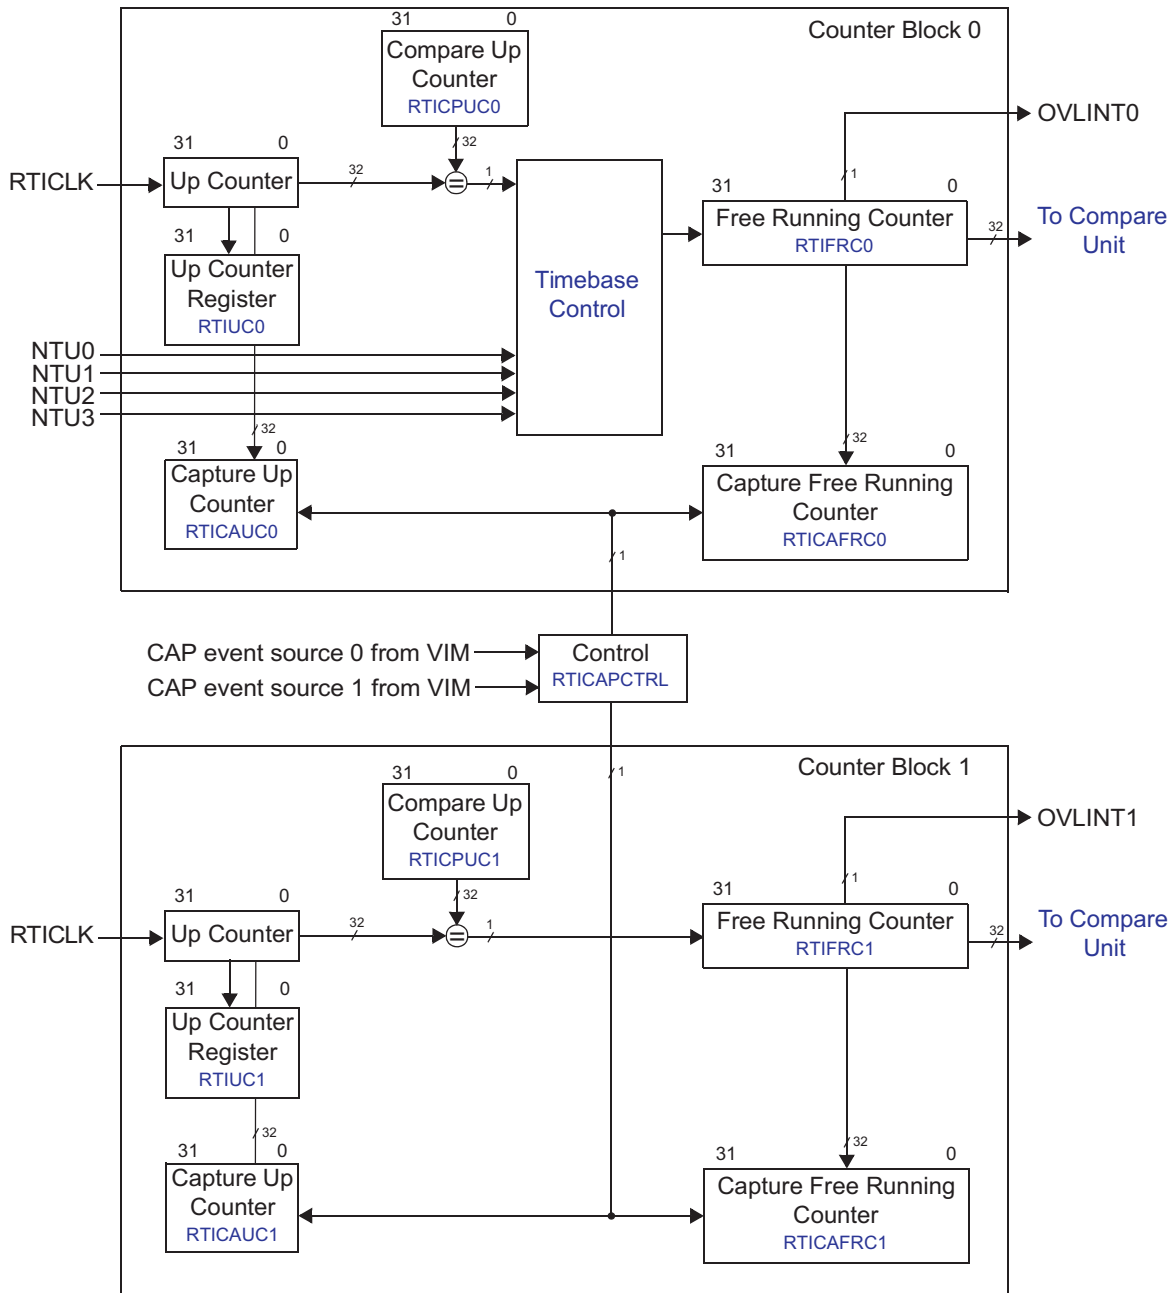 Counter Block 0
31 0
Compare Up
Counter
RTICPUC0
32
OVLINT0
31 0
RTICLK
Up Counter
32
=
1
1
31 0
Free Running Counter
RTIFRC0
32
To Compare
Unit
31 0
Up Counter
Register
RTIUC0
Timebase
Control
NTU0
NTU1
NTU2
NTU3
32
31 0
Capture Up
Counter
RTICAUC0
32
31 0
Capture Free Running
Counter
RTICAFRC0
1
CAP event source 0 from VIM
CAP event source 1 from VIM
Control
RTICAPCTRL
1
Counter Block 1
31 0
Compare Up
Counter
RTICPUC1
32
OVLINT1
31 0
RTICLK
Up Counter
32
=
1
1
31 0
Free Running Counter
RTIFRC1
32
To Compare
Unit
31 0
Up Counter
Register
RTIUC1
32
31 0
Capture Up
Counter
RTICAUC1
32
31 0
Capture Free Running
Counter
RTICAFRC1